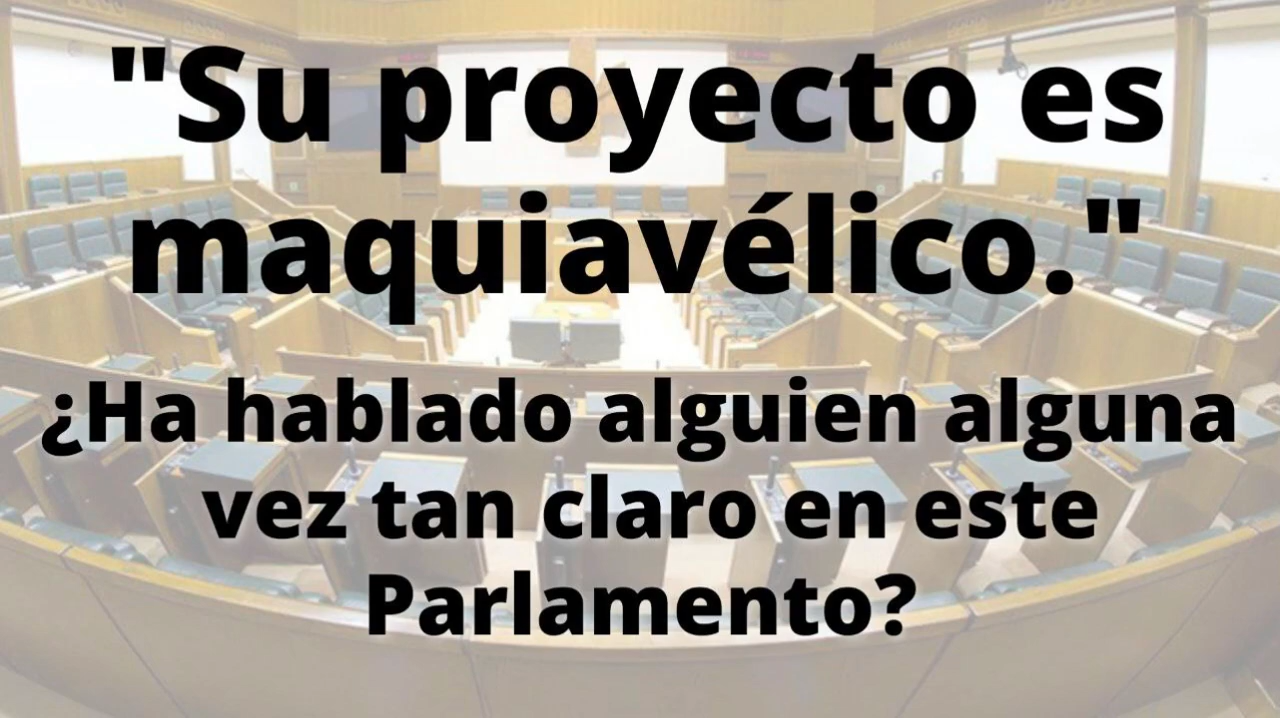 "Su proyecto es
maquiavélico."
¿Ha hablado alguien alguna
vez tan claro en este
Parlamento?